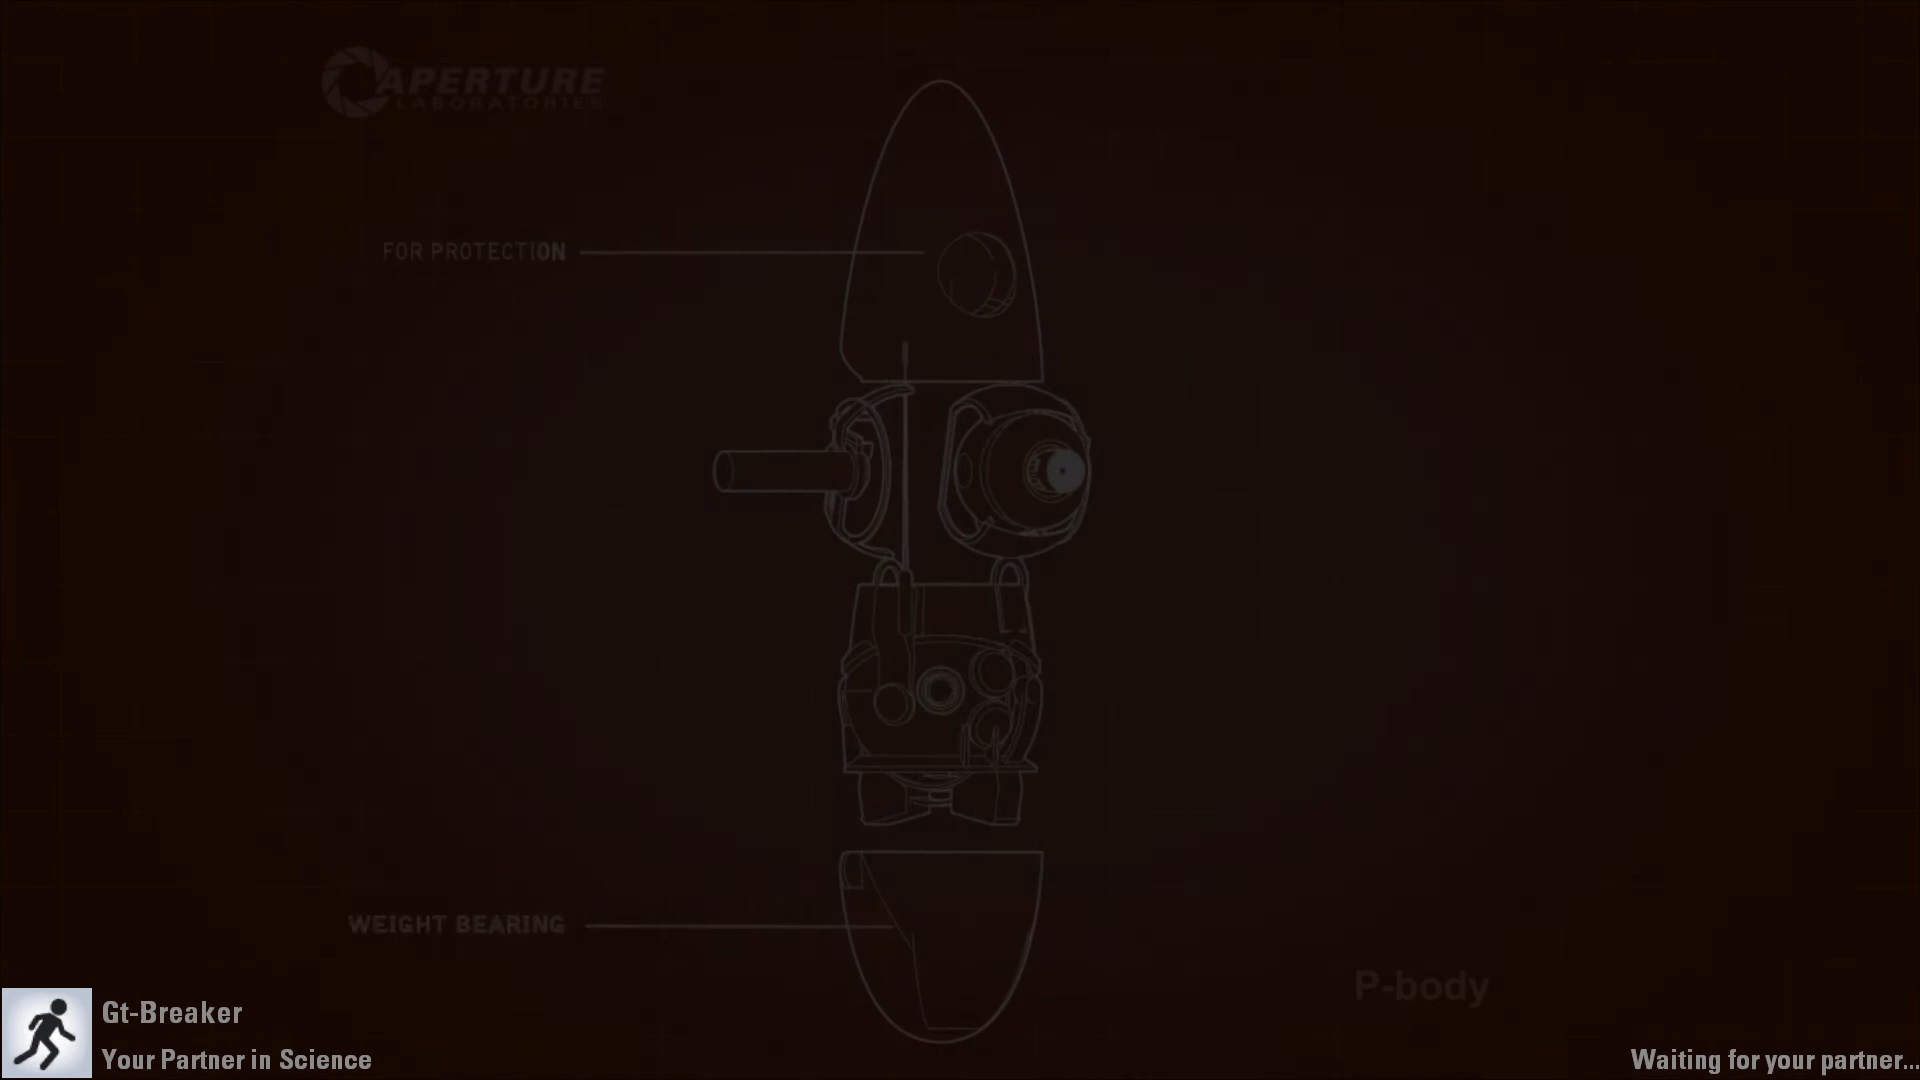 APERTURE
LABORATORIES
FOR PROTECTION
WEIGHT BEARING
P-body
Gt-Breaker
Your Partner in Science
Waiting for your partner...